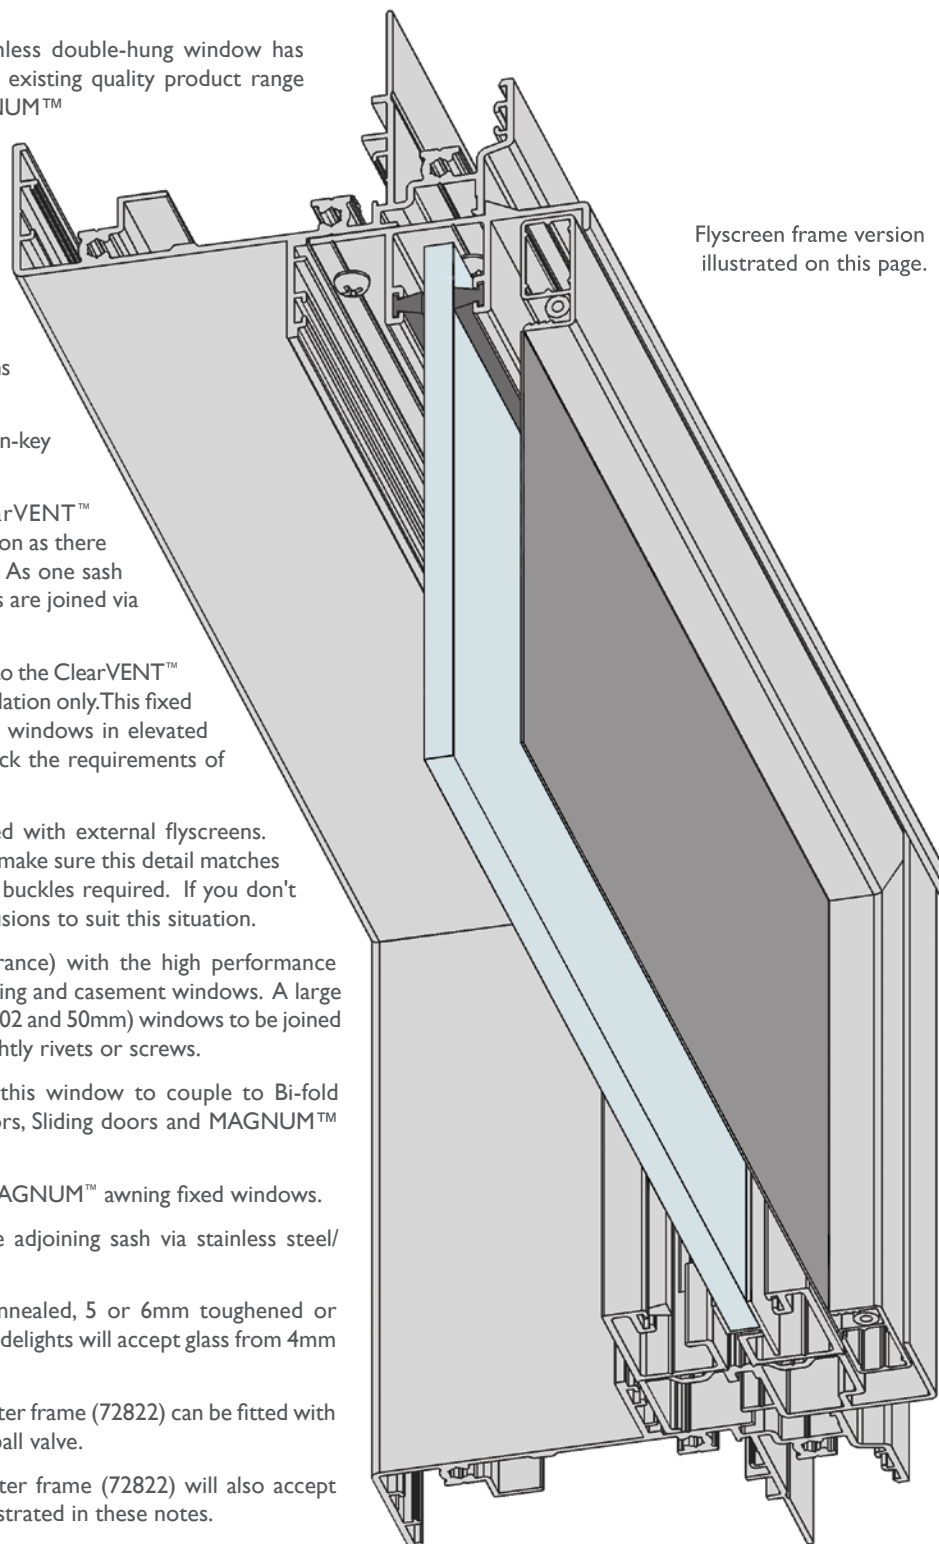 nless double-hung window has
existing quality product range
NUM™
Flyscreen frame version
illustrated on this page.
n-key
arVENT™
on as there
As one sash
s are joined via
to the ClearVENT™
lation only.This fixed
windows in elevated
ck the requirements of
ed with external flyscreens.
make sure this detail matches
buckles required. If you don't
usions to suit this situation.
rance) with the high performance
ing and casement windows. A large
02 and 50mm) windows to be joined
htly rivets or screws.
this window to couple to Bi-fold
ors, Sliding doors and MAGNUM™
MAGNUM™ awning fixed windows.
e adjoining sash via stainless steel/
nnealed, 5 or 6mm toughened or
delights will accept glass from 4mm
ter frame (72822) can be fitted with
ball valve.
ter frame (72822) will also accept
strated in these notes.